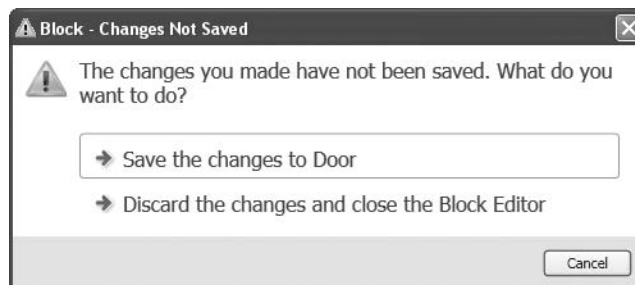 Block - Changes Not Saved
The changes you made have not been saved. What do you
want to do?
Save the changes to Door
Discard the changes and close the Block Editor
Cancel